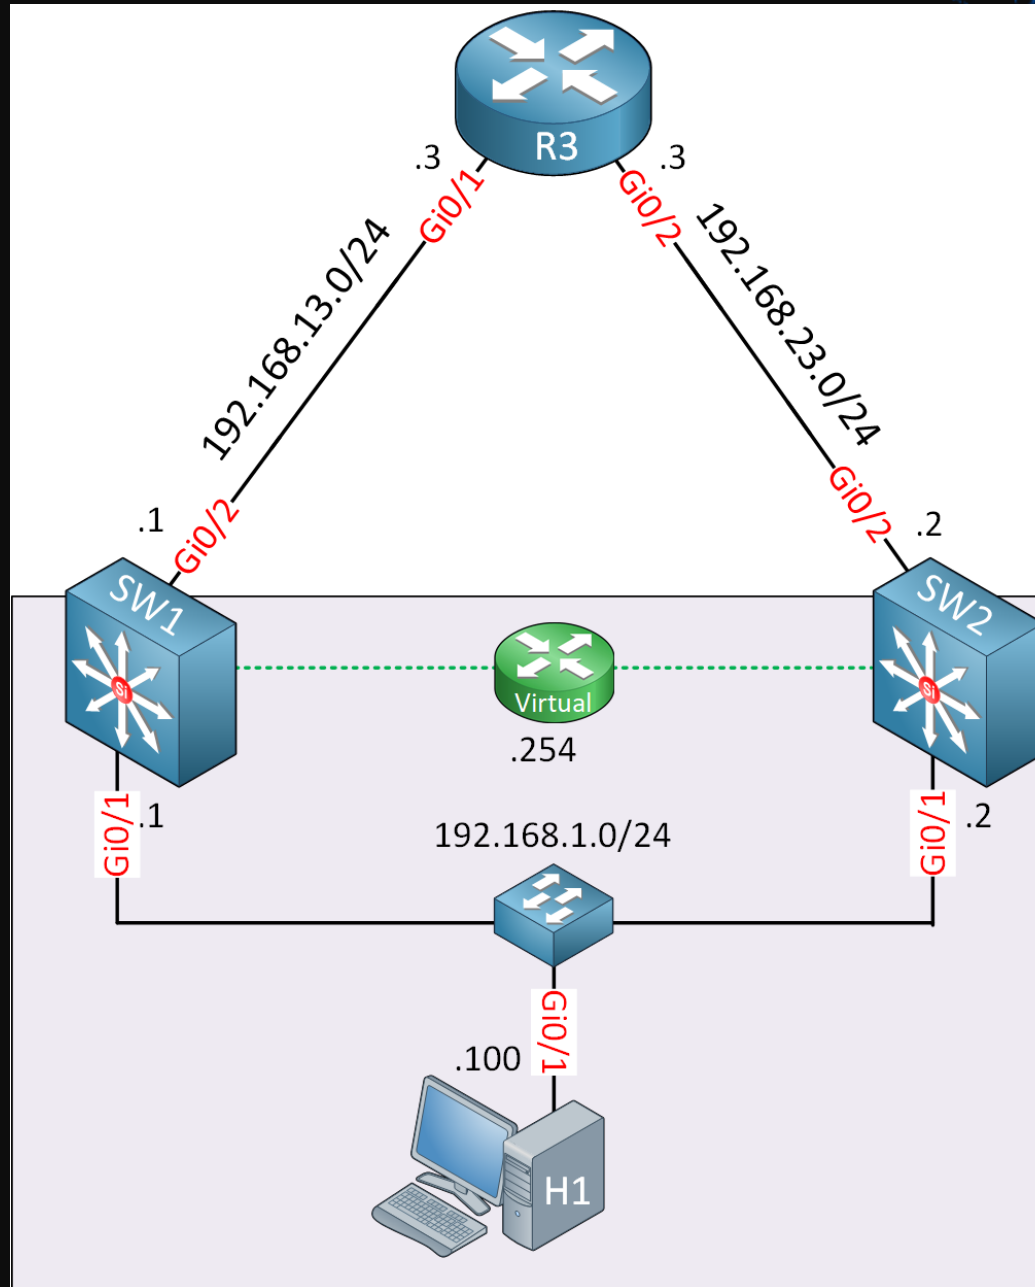 R3
.3
.3
Gi0/1
Gi0/2
192.168.13.0/24
192.168.23.0/24
Gi0/2
Gi0/2
.1
.2
SW1
SW2
Si
Si
Virtual
.254
Gi0/1
.1
192.168.1.0/24
Gi0/1
.2
Gi0/1
.100
H1